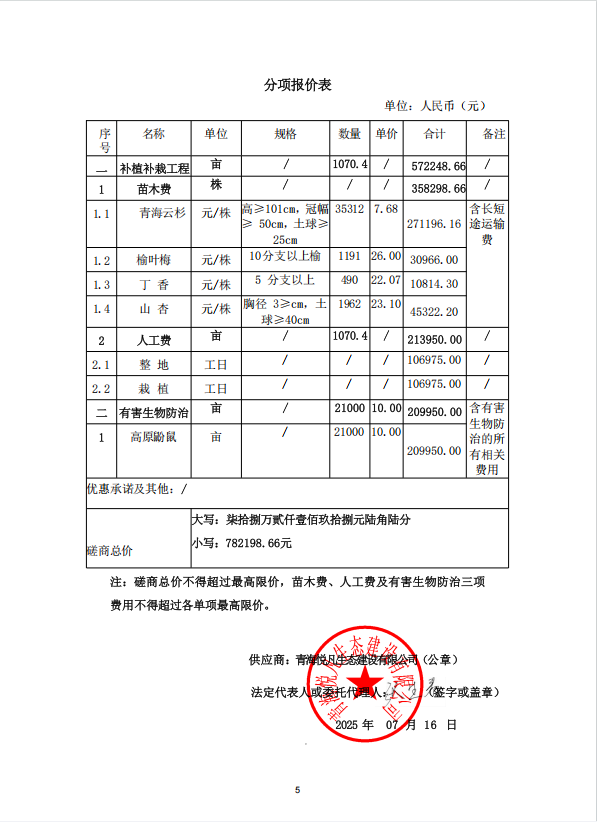 分项报价表
单位：人民币（元）
序号 名称 单位 规格 数量 单价 合计 备注
一 补植补栽工程 亩 / 1070.4 / 572248.66 /
1 苗木费 株 / / / 358298.66 /
1.1 青海云杉 元/株 高≥101cm，冠幅≥ 50cm，土球≥25cm 35312 7.68 271196.16 含长短途运输费
1.2 榆叶梅 元/株 10分支以上榆 1191 26.00 30966.00
1.3 丁 香 元/株 5 分支以上 490 22.07 10814.30
1.4 山 杏 元/株 胸径 3≥cm，土球≥40cm 1962 23.10 45322.20
2 人工费 亩 / 1070.4 / 213950.00 /
2.1 整 地 工日 / / / 106975.00 /
2.2 栽 植 工日 / / / 106975.00 /
二 有害生物防治 亩 / 21000 10.00 209950.00 含有害生物防治的所有相关费用
1 高原鼢鼠 亩 / 21000 10.00 209950.00
优惠承诺及其他：/
磋商总价
大写：柒拾捌万贰仟壹佰玖拾捌元陆角陆分
小写：782198.66元
注：磋商总价不得超过最高限价，苗木费、人工费及有害生物防治三项
费用不得超过各单项最高限价。
青海悦凡生态建设有限公司
供应商：青海悦凡生态建设有限公司（公章）
法定代表人或委托代理人： （签字或盖章）
2025 年 07 月 16 日
5